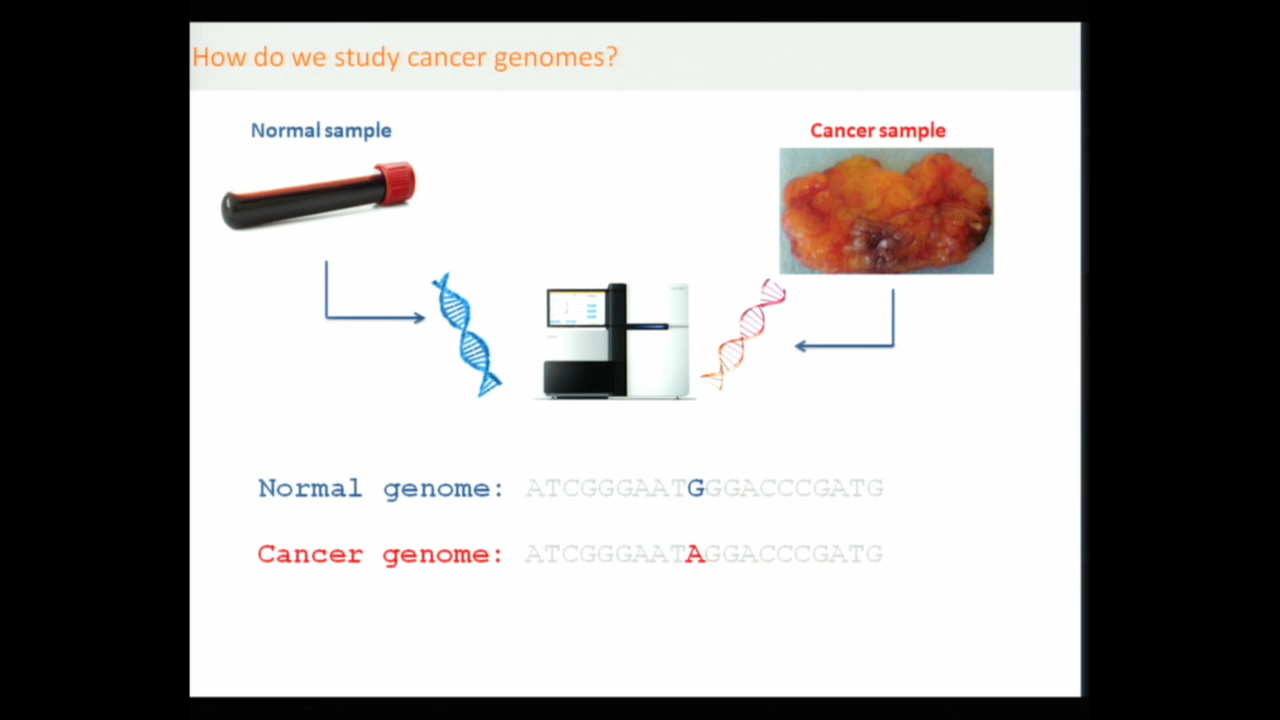 How do we study cancer genomes?
Normal sample
Cancer sample
Normal genome: ATCGGGAATGGGACCCGATG
Cancer genome: ATCGGGAATAGGACCCGATG